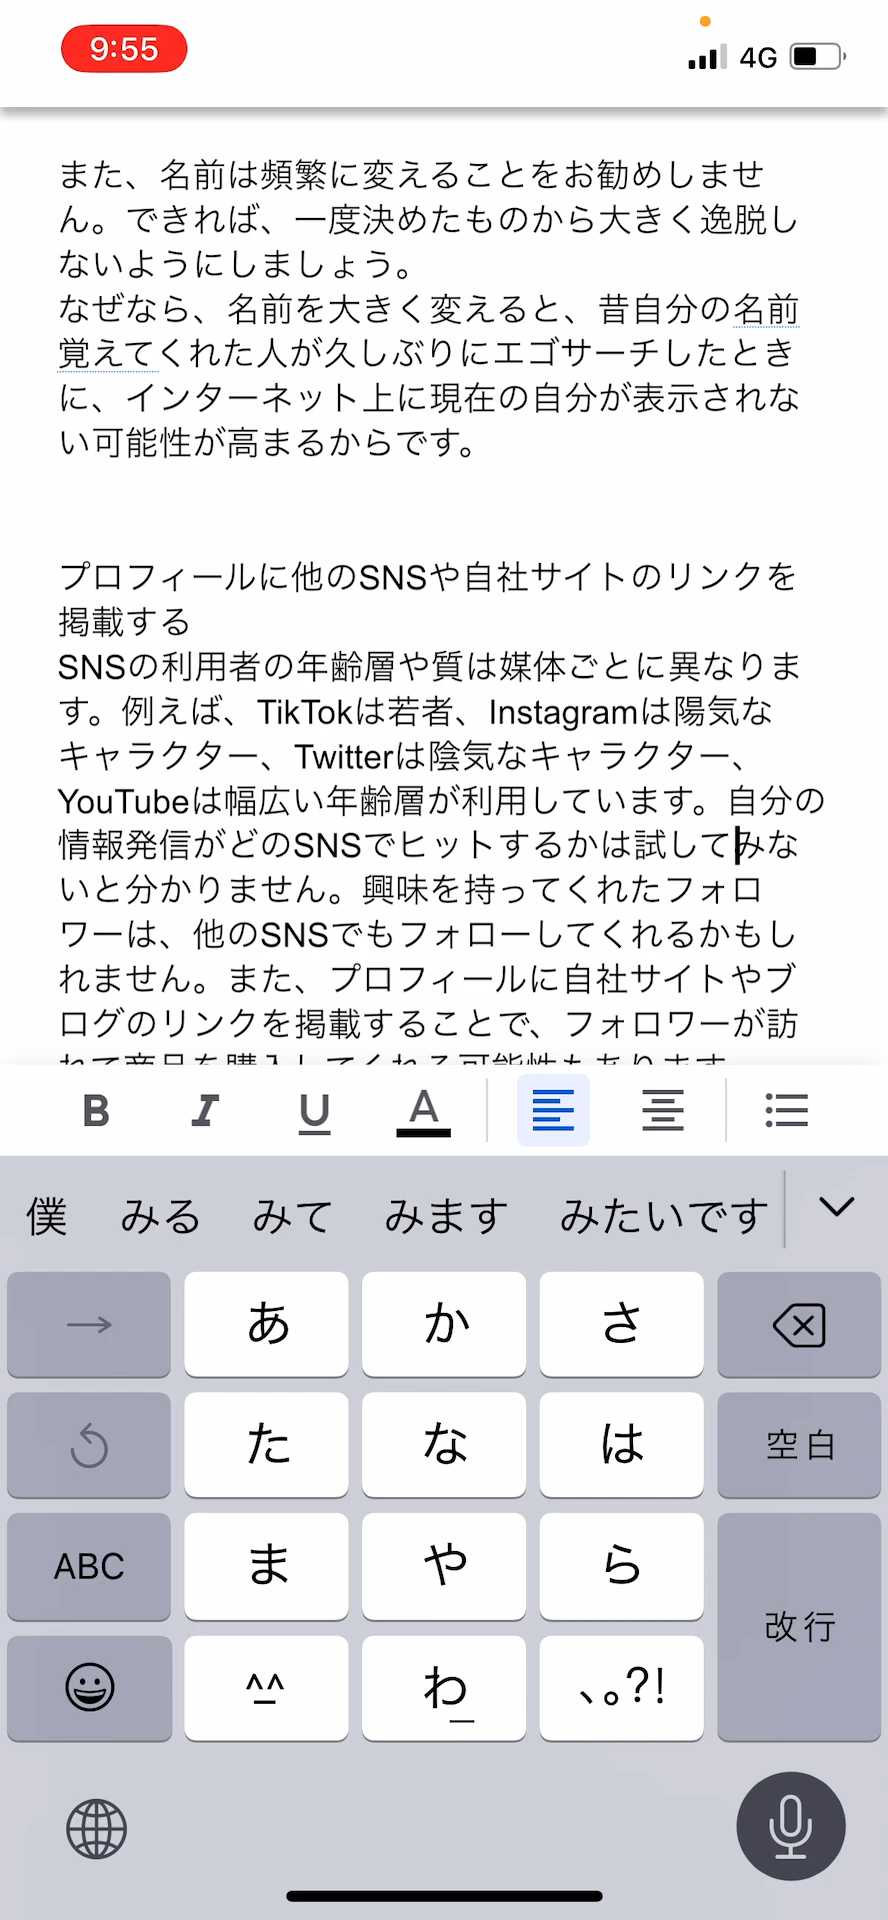 9:55
4G
また、名前は頻繁に変えることをお勧めしませ
ん。できれば、一度決めたものから大きく逸脱し
ないようにしましょう。
なぜなら、名前を大きく変えると、昔自分の名前
覚えてくれた人が久しぶりにエゴサーチしたとき
に、インターネット上に現在の自分が表示されな
い可能性が高まるからです。
プロフィールに他のSNSや自社サイトのリンクを
掲載する
SNSの利用者の年齢層や質は媒体ごとに異なりま
す。例えば、TikTokは若者、Instagramは陽気な
キャラクター、Twitterは陰気なキャラクター、
YouTubeは幅広い年齢層が利用しています。自分の
情報発信がどのSNSでヒットするかは試してみな
いと分かりません。興味を持ってくれたフォロ
ワーは、他のSNSでもフォローしてくれるかもし
れません。また、プロフィールに自社サイトやブ
ログのリンクを掲載することで、フォロワーが訪
れて商品を購入してくれる可能性もあります
B I U A
僕 みる みて みます みたいです
→ あ か さ
た な は 空白
ABC ま や ら
改行
^^ わ 、。?!